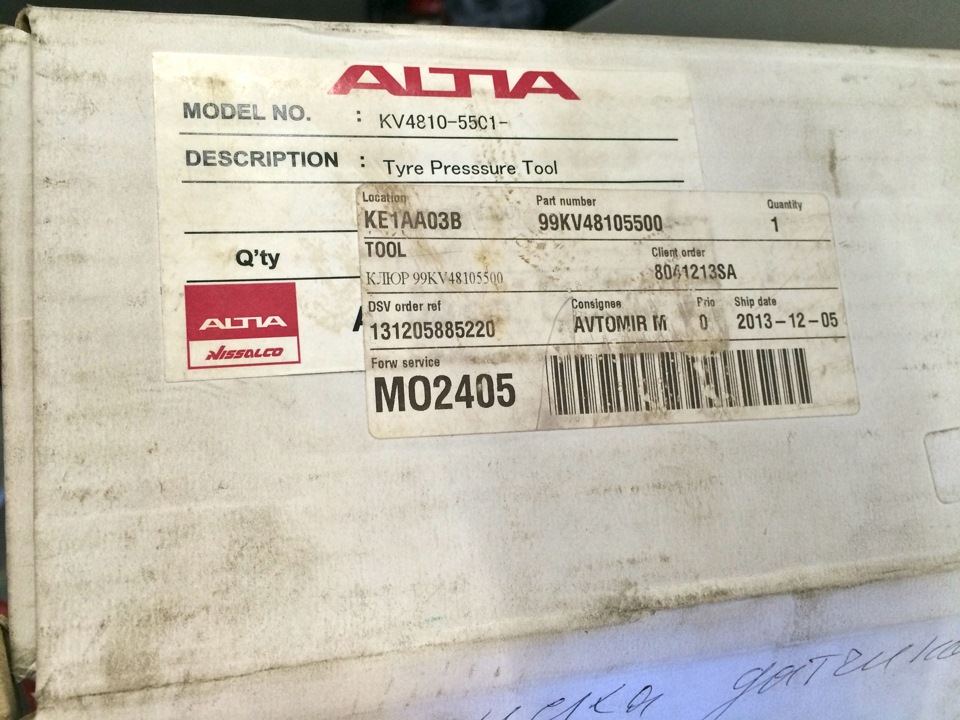 ALTIA
MODEL NO. : KV4810-5501-
DESCRIPTION : Tyre Presssure Tool
Location Part number Quantity
KE1AA03B 99KV48105500 1
TOOL Client order
КЛЮР 99KV48105500 8041213SA
Q'ty
DSV order ref Consignee Prio Ship date
131205885220 AVTOMIR M 0 2013-12-05
ALTIA
NISSALCO
Forw service
MO2405